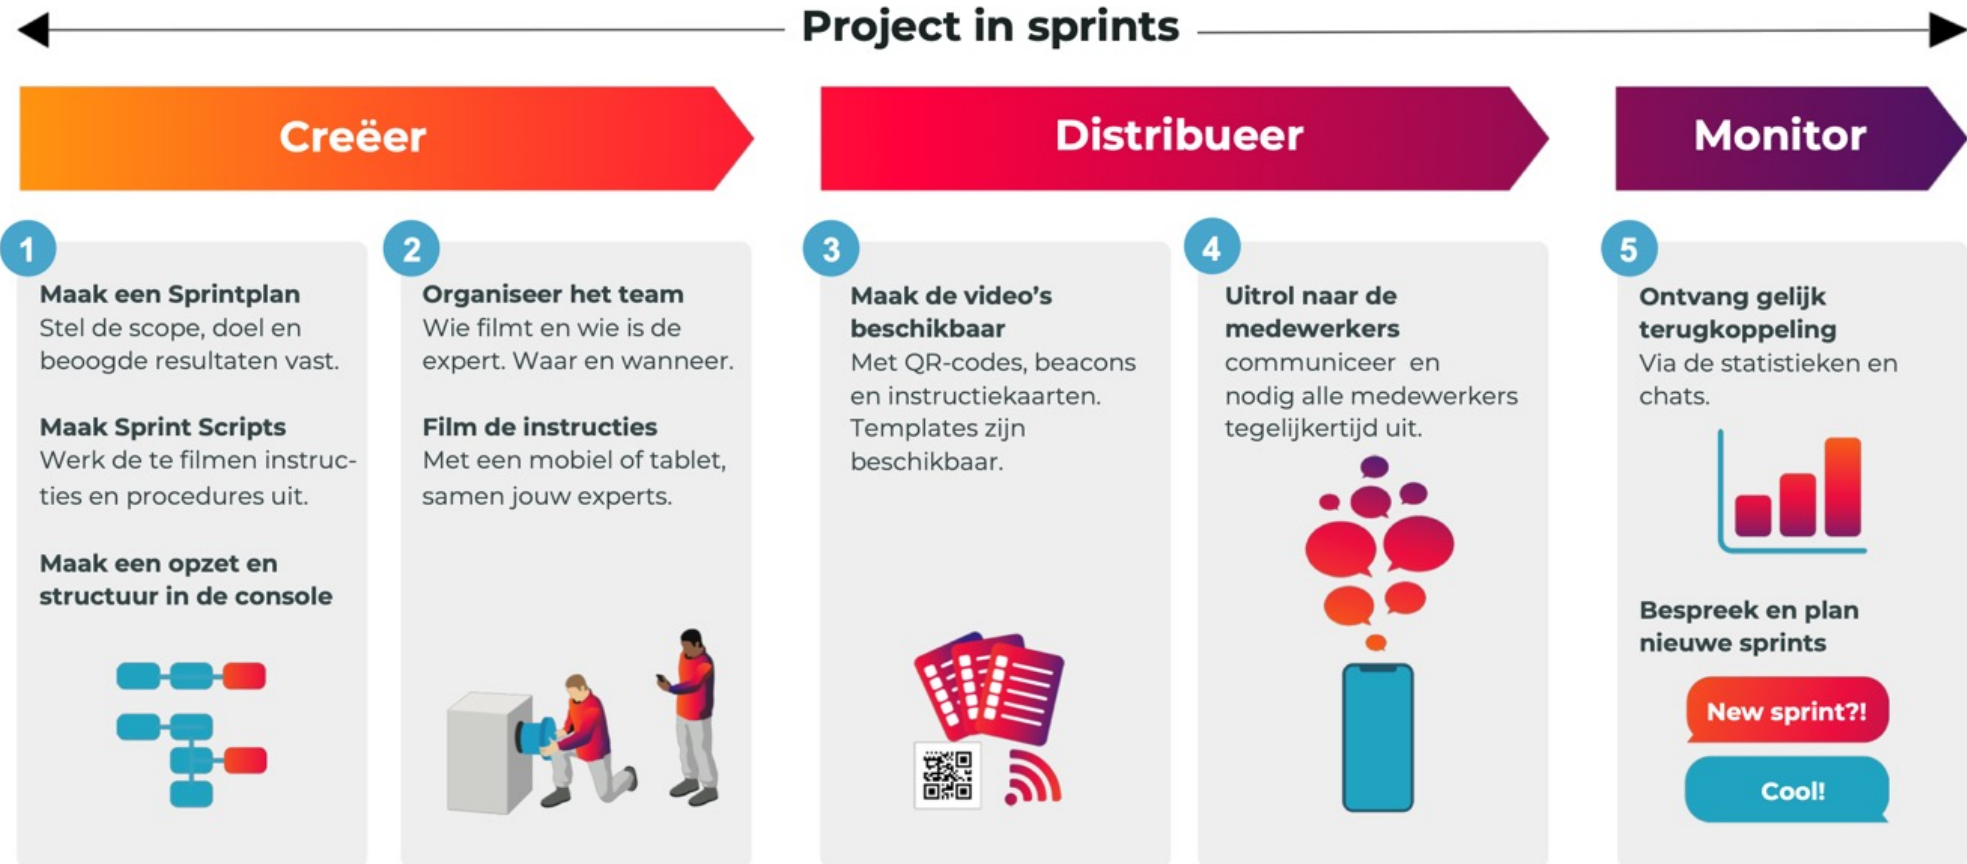 Project in sprints
Creëer
Distribueer
Monitor
1
Maak een Sprintplan
Stel de scope, doel en
beoogde resultaten vast.
Maak Sprint Scripts
Werk de te filmen instruc-
ties en procedures uit.
Maak een opzet en
structuur in de console
2
Organiseer het team
Wie filmt en wie is de
expert. Waar en wanneer.
Film de instructies
Met een mobiel of tablet,
samen jouw experts.
3
Maak de video's
beschikbaar
Met QR-codes, beacons
en instructiekaarten.
Templates zijn
beschikbaar.
4
Uitrol naar de
medewerkers
communiceer en
nodig alle medewerkers
tegelijkertijd uit.
5
Ontvang gelijk
terugkoppeling
Via de statistieken en
chats.
Bespreek en plan
nieuwe sprints
New sprint?!
Cool!